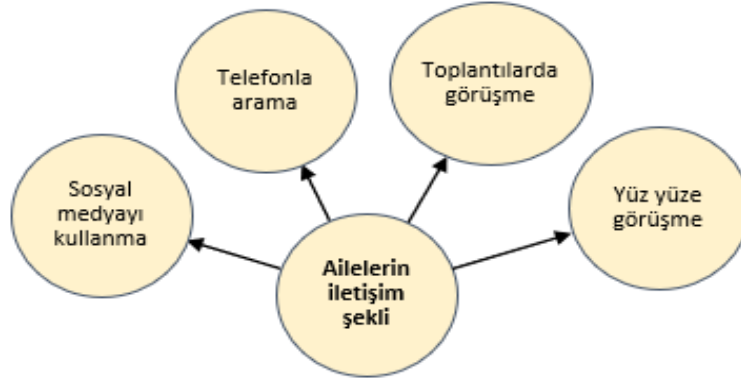 Telefonla
arama
Toplantılarda
görüşme
Sosyal
medyayı
kullanma
Yüz yüze
görüşme
Ailelerin
iletişim
şekli